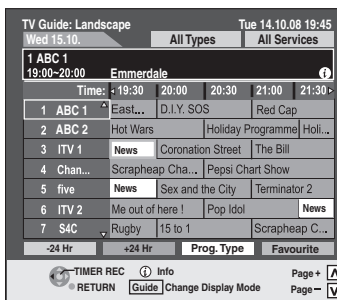 TV Guide: Landscape Tue 14.10.08 19:45
Wed 15.10. All Types All Services
1 ABC 1
19:00~20:00 Emmerdale
Time: 19:30 20:00 20:30 21:00 21:30
1 ABC 1 East... D.I.Y. SOS Red Cap
2 ABC 2 Hot Wars Holiday Programme Holi...
3 ITV 1 News Coronation Street The Bill
4 Chan... Scrapheap Cha... Pepsi Chart Show
5 five News Sex and the City Terminator 2
6 ITV 2 Me out of here ! Pop Idol News
7 S4C Rugby 15 to 1 Scrapheap C...
-24 Hr +24 Hr Prog. Type Favourite
TIMER REC i Info Page+
RETURN Guide Change Display Mode Page−